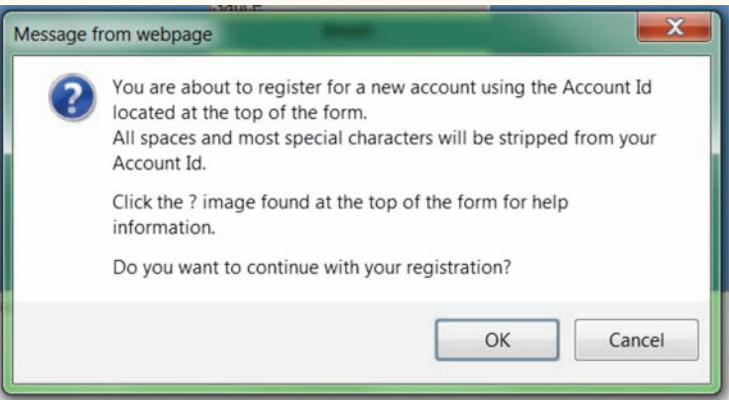 Message from webpage
You are about to register for a new account using the Account Id
located at the top of the form.
All spaces and most special characters will be stripped from your
Account Id.
Click the ? image found at the top of the form for help
information.
Do you want to continue with your registration?
OK
Cancel